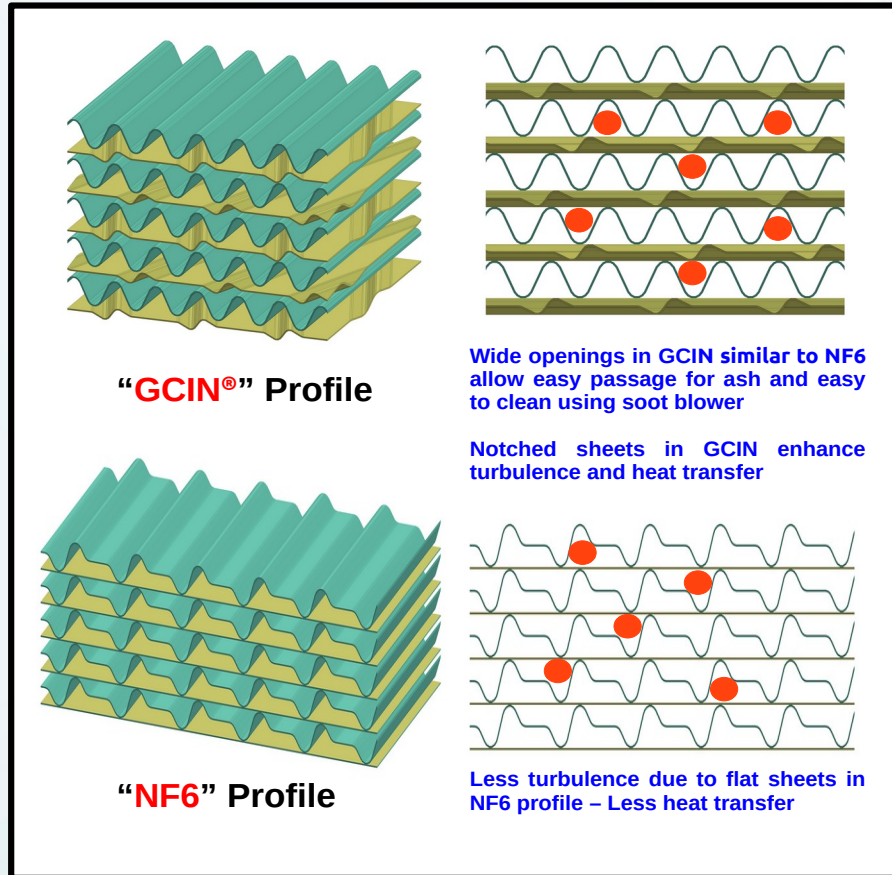 “GCIN®” Profile
Wide openings in GCIN similar to NF6
allow easy passage for ash and easy
to clean using soot blower
Notched sheets in GCIN enhance
turbulence and heat transfer
“NF6” Profile
Less turbulence due to flat sheets in
NF6 profile – Less heat transfer